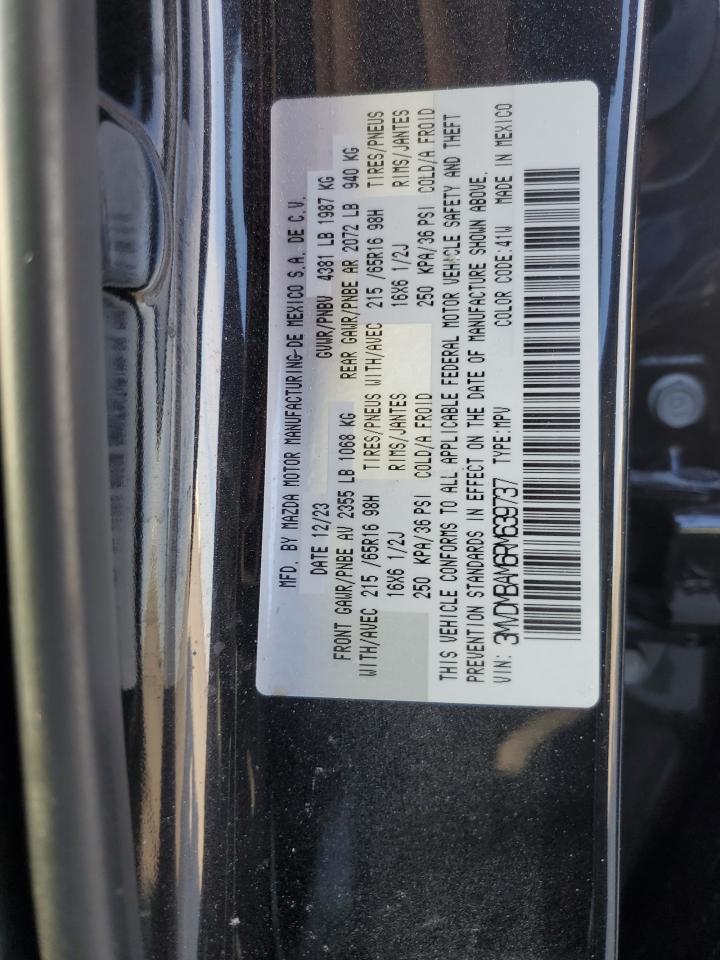 MFD. BY MAZDA MOTOR MANUFACTURING DE MEXICO S.A. DE C.V.
DATE 12/23 GVWR/PNBV 4381 LB 1987 KG
FRONT GAWR/PNBE AV 2355 LB 1068 KG REAR GAWR/PNBE AR 2072 LB 940 KG
WITH/AVEC 215 /65R16 98H TIRES/PNEUS WITH/AVEC 215 /65R16 98H TIRES/PNEUS
16X6 1/2J RIMS/JANTES 16X6 1/2J RIMS/JANTES
250 KPA/36 PSI COLD/A FROID 250 KPA/36 PSI COLD/A FROID
THIS VEHICLE CONFORMS TO ALL APPLICABLE FEDERAL MOTOR VEHICLE SAFETY AND THEFT
PREVENTION STANDARDS IN EFFECT ON THE DATE OF MANUFACTURE SHOWN ABOVE.
VIN: 3MVDMBAM6RM639737 TYPE:MPV COLOR CODE:41W MADE IN MEXICO